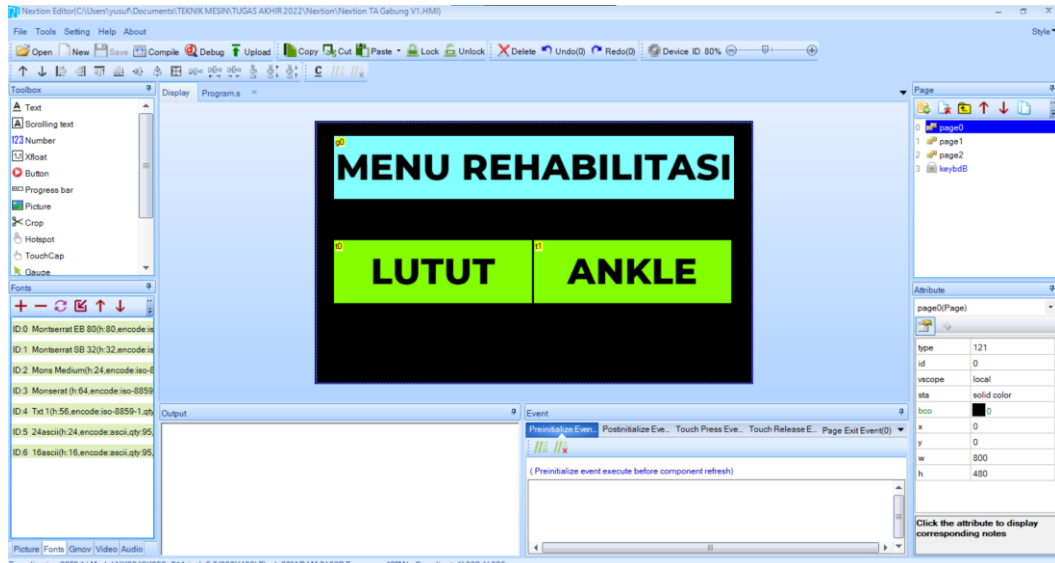 Nextion Editor(C:\Users\yusuf\Documents\TEKNIK MESIN\TUGAS AKHIR 2022\Nextion\Nextion TA Gabung V1.HMI)
File Tools Setting Help About
Style
Open New Save Compile Debug Upload Copy Cut Paste Lock Unlock Delete Undo(0) Redo(0) Device ID 80%
Toolbox
Display Program.s ×
Page
Text
Scrolling text
Number
Xfloat
Button
Progress bar
Picture
Crop
Hotspot
TouchCap
Gauge
0 page0
1 page1
2 page2
3 keybdB
g0
MENU REHABILITASI
t0
LUTUT
t1
ANKLE
Fonts
ID:0 Montserrat EB 80(h:80,encode:is
ID:1 Montserrat SB 32(h:32,encode:is
ID:2 Mons Medium(h:24,encode:iso-8
ID:3 Monserat (h:64,encode:iso-8859
ID:4 Txt 1(h:56,encode:iso-8859-1,qty
ID:5 24ascii(h:24,encode:ascii,qty:95,
ID:6 16ascii(h:16,encode:ascii,qty:95,
Picture Fonts Gmov Video Audio
Output
Event
Preinitialize Even... Postinitialize Eve... Touch Press Eve... Touch Release E... Page Exit Event(0)
( Preinitialize event execute before component refresh)
Attribute
page0(Page)
type 121
id 0
vscope local
sta solid color
bco 0
x 0
y 0
w 800
h 480
Click the attribute to display
corresponding notes